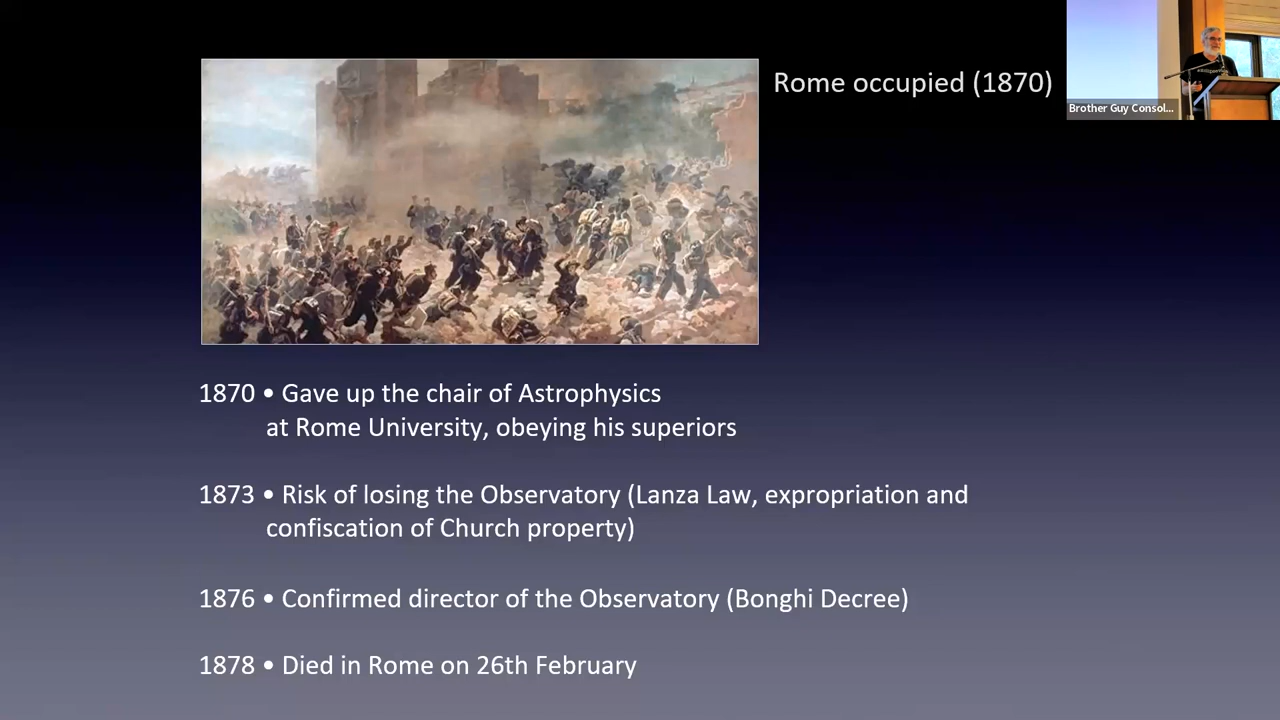 Rome occupied (1870)
Brother Guy Consol...
1870 • Gave up the chair of Astrophysics
at Rome University, obeying his superiors
1873 • Risk of losing the Observatory (Lanza Law, expropriation and
confiscation of Church property)
1876 • Confirmed director of the Observatory (Bonghi Decree)
1878 • Died in Rome on 26th February